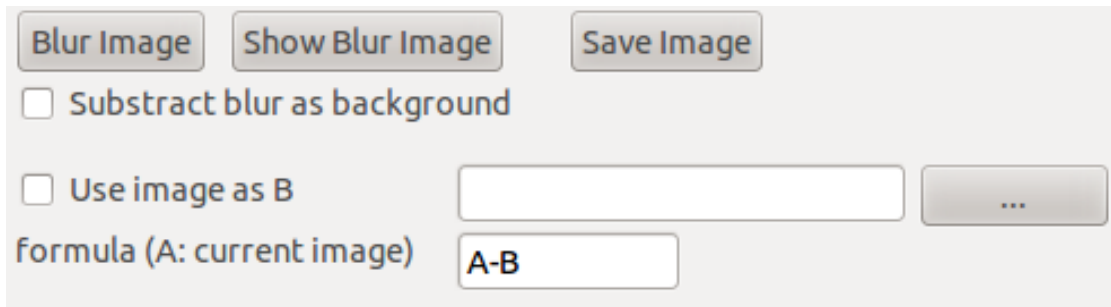 Blur Image Show Blur Image Save Image
Substract blur as background
Use image as B ...
formula (A: current image) A-B